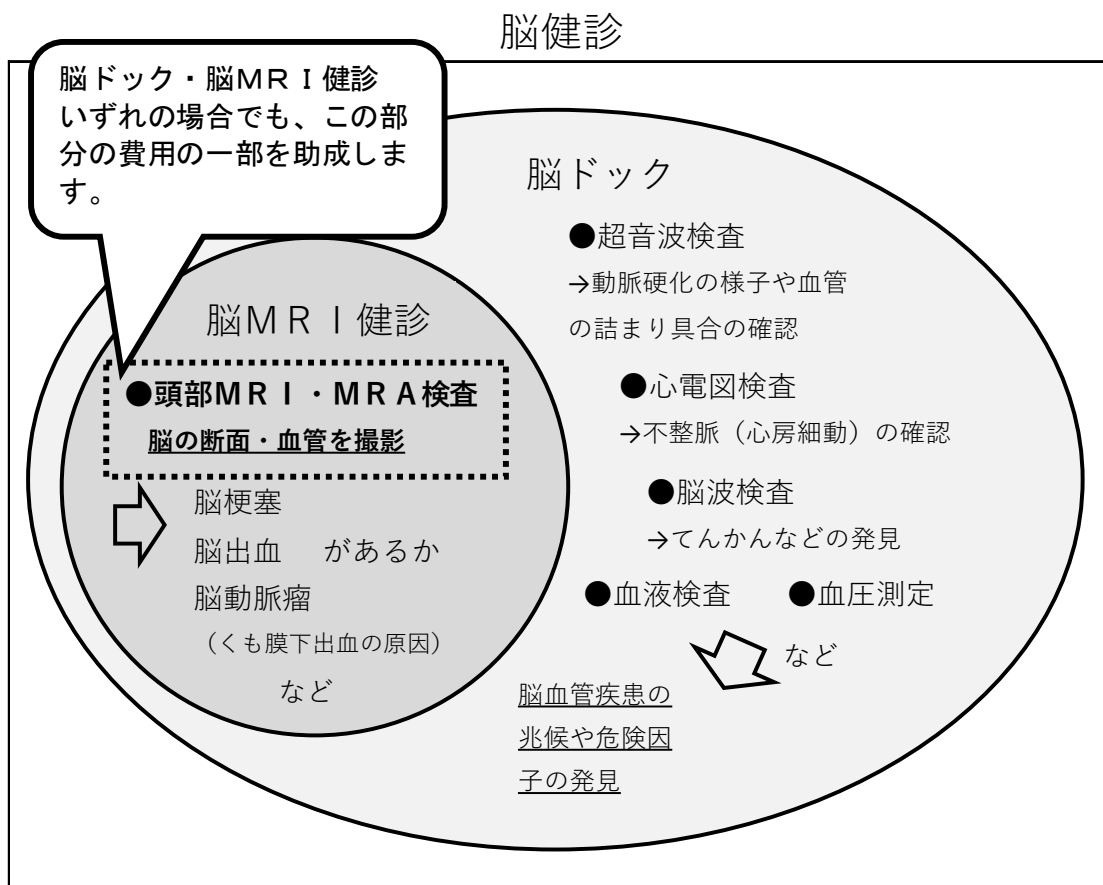 脳健診
脳ドック・脳ＭＲＩ健診
いずれの場合でも、この部
分の費用の一部を助成しま
す。
脳ＭＲＩ健診
●頭部ＭＲＩ・ＭＲＡ検査
脳の断面・血管を撮影
脳梗塞
脳出血　があるか
脳動脈瘤
（くも膜下出血の原因）
など
脳ドック
●超音波検査
→動脈硬化の様子や血管
の詰まり具合の確認
●心電図検査
→不整脈（心房細動）の確認
●脳波検査
→てんかんなどの発見
●血液検査　●血圧測定
など
脳血管疾患の
兆候や危険因
子の発見